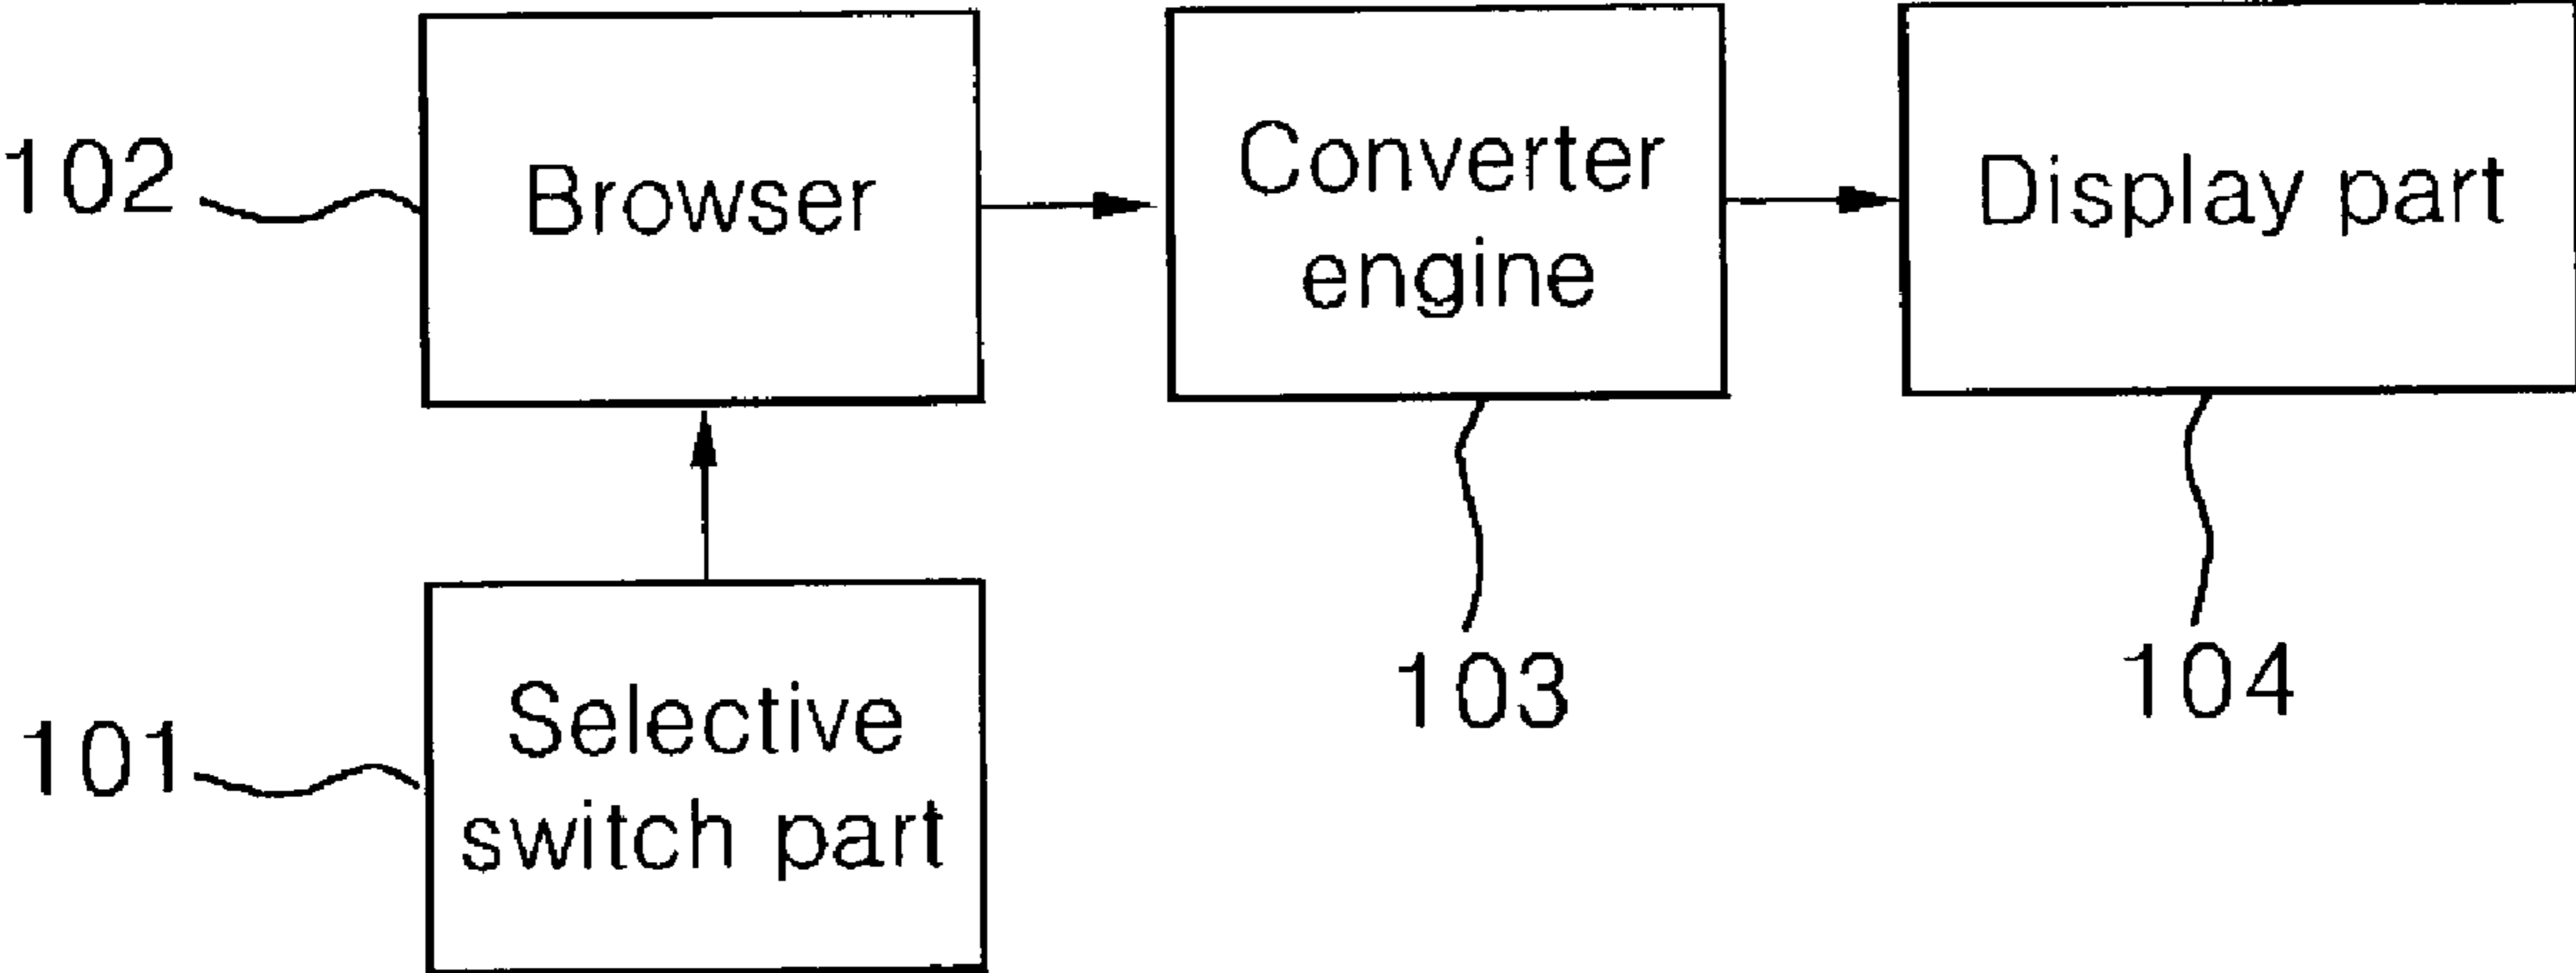 102
Browser
Converter
engine
Display part
103
104
101
Selective
switch part